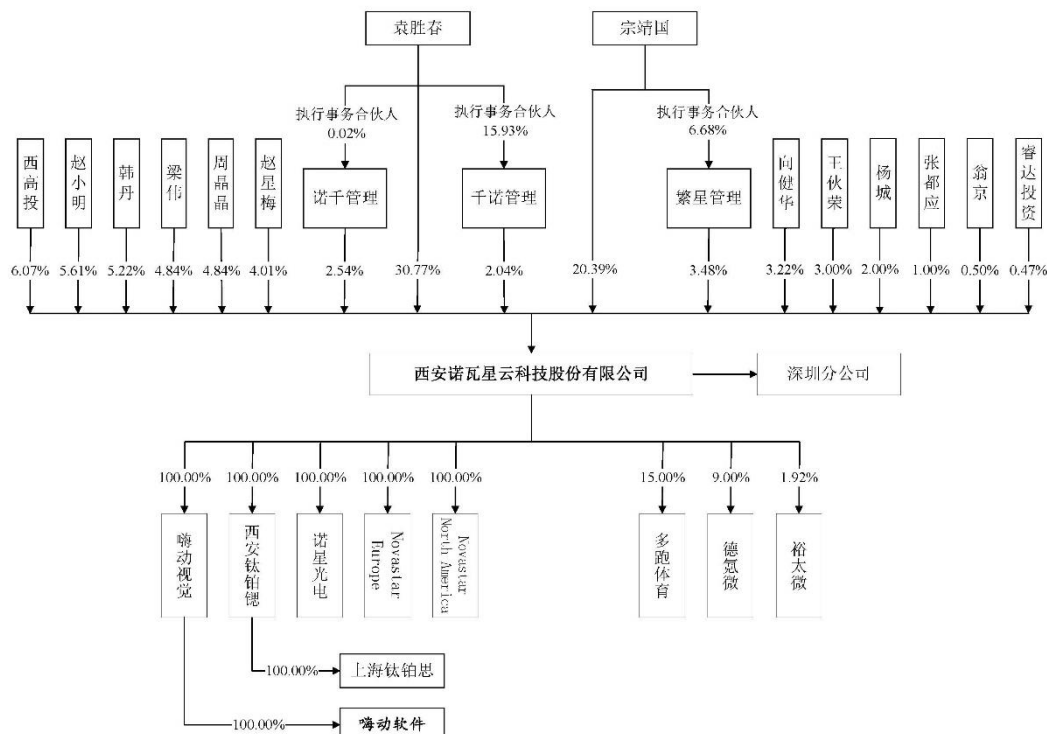 袁胜春
宗靖国
执行事务合伙人
0.02%
执行事务合伙人
15.93%
执行事务合伙人
6.68%
西高投
赵小明
韩丹
梁伟
周晶晶
赵星梅
诺千管理
千诺管理
繁星管理
向健华
王伙荣
杨城
张都应
翁京
睿达投资
6.07%
5.61%
5.22%
4.84%
4.84%
4.01%
2.54%
30.77%
2.04%
20.39%
3.48%
3.22%
3.00%
2.00%
1.00%
0.50%
0.47%
西安诺瓦星云科技股份有限公司
深圳分公司
100.00%
100.00%
100.00%
100.00%
100.00%
15.00%
9.00%
1.92%
嗨动视觉
西安钛铂锶
诺星光电
Novastar
Europe
Novastar
North America
多跑体育
德氪微
裕太微
100.00%
上海钛铂思
100.00%
嗨动软件